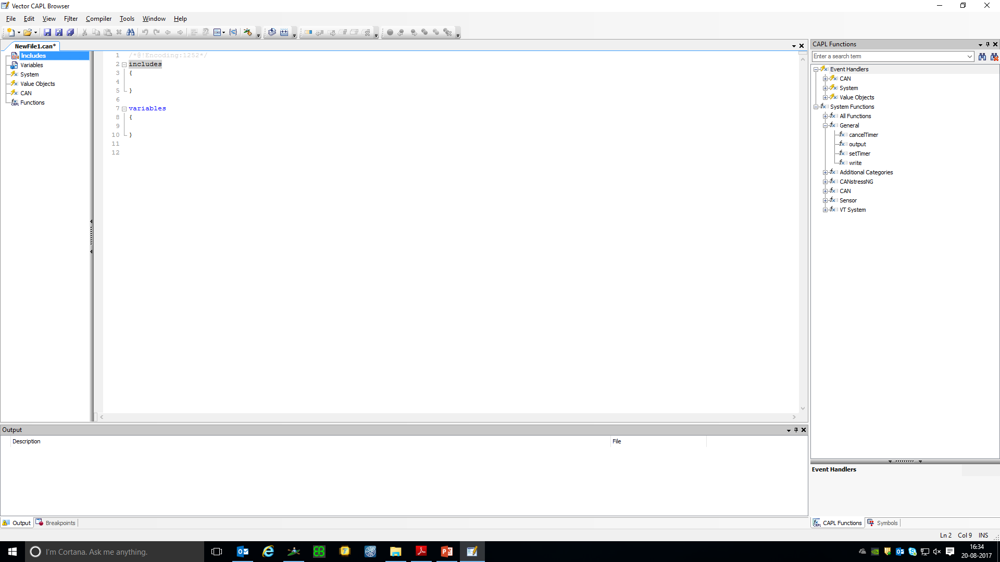 Vector CAPL Browser
File Edit View Filter Compiler Tools Window Help
NewFile1.can*
Includes
Variables
System
Value Objects
CAN
Functions
1 /*@!Encoding:1252*/
2 includes
3 {
4
5 }
6
7 variables
8 {
9
10 }
11
12
CAPL Functions
Enter a search term
Event Handlers
CAN
System
Value Objects
System Functions
All Functions
General
cancelTimer
output
setTimer
write
Additional Categories
CANstressNG
CAN
Sensor
VT System
Event Handlers
CAPL Functions Symbols
Output
Description File
Output Breakpoints
Ln 2 Col 9 INS
I'm Cortana. Ask me anything.
16:34
20-08-2017